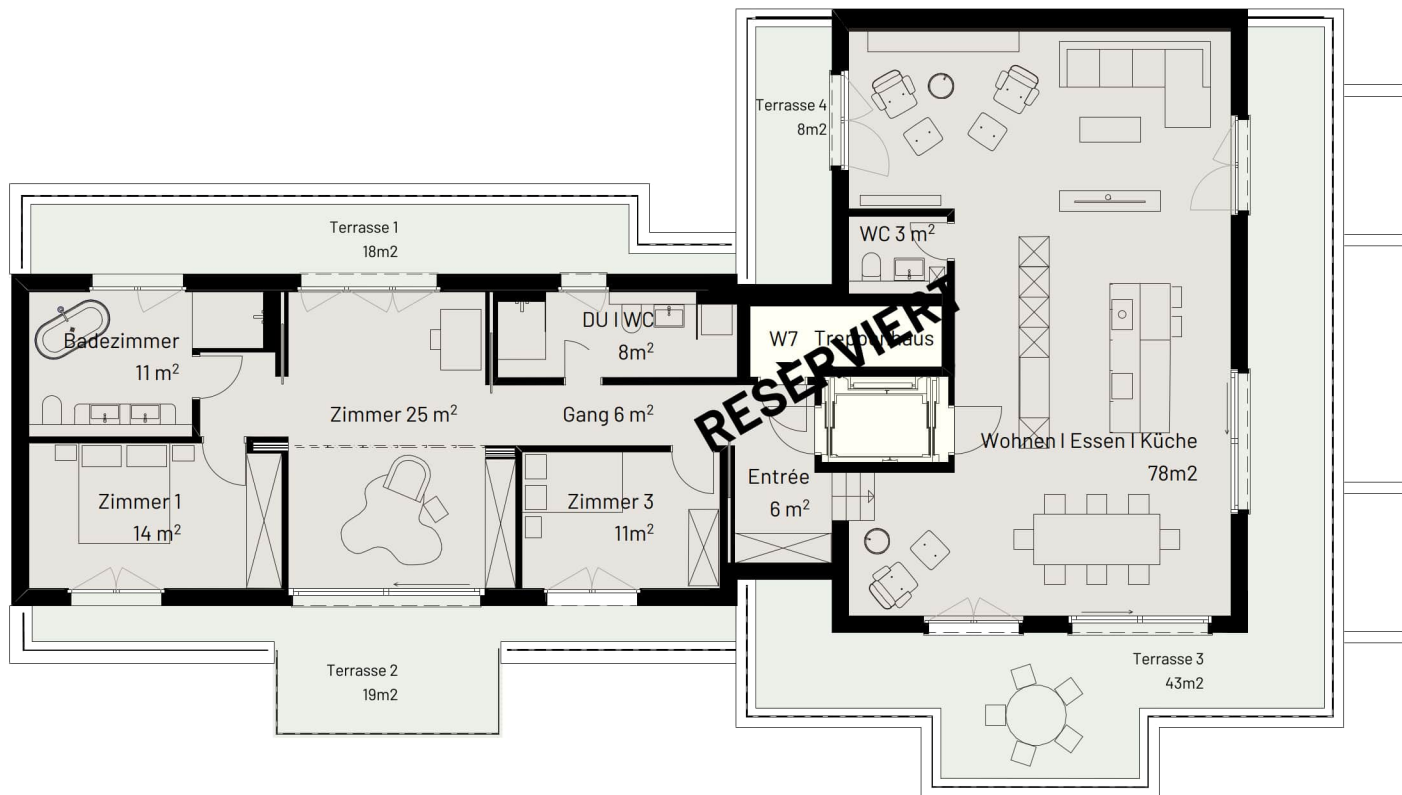 Terrasse 4
8m2
Terrasse 1
18m2
WC 3 m²
Badezimmer
11 m²
DU I WC
8m²
W7 Treppenhaus
RESERVIERT
Zimmer 25 m²
Gang 6 m²
Wohnen I Essen I Küche
78m2
Zimmer 1
14 m²
Zimmer 3
11m²
Entrée
6 m²
Terrasse 2
19m2
Terrasse 3
43m2